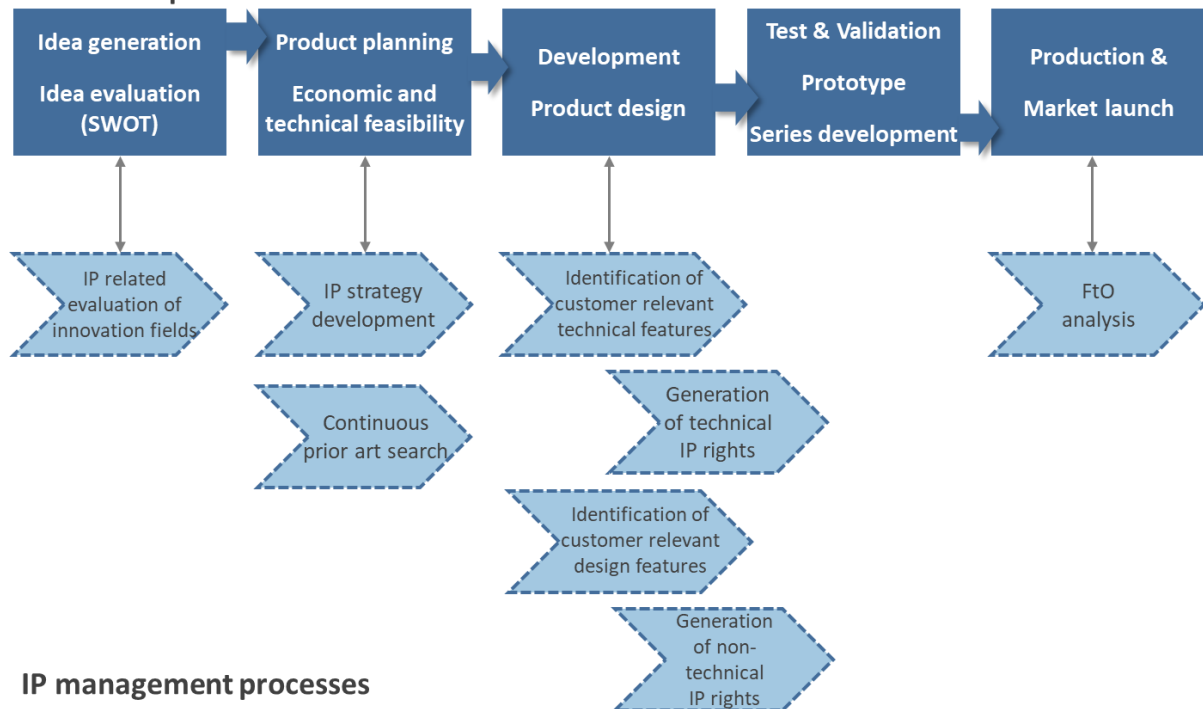 Idea generation
Idea evaluation
(SWOT)
Product planning
Economic and
technical feasibility
Development
Product design
Test & Validation
Prototype
Series development
Production &
Market launch
IP related
evaluation of
innovation fields
IP strategy
development
Identification of
customer relevant
technical features
FtO
analysis
Continuous
prior art search
Generation
of technical
IP rights
Identification of
customer relevant
design features
Generation
of non-
technical
IP rights
IP management processes